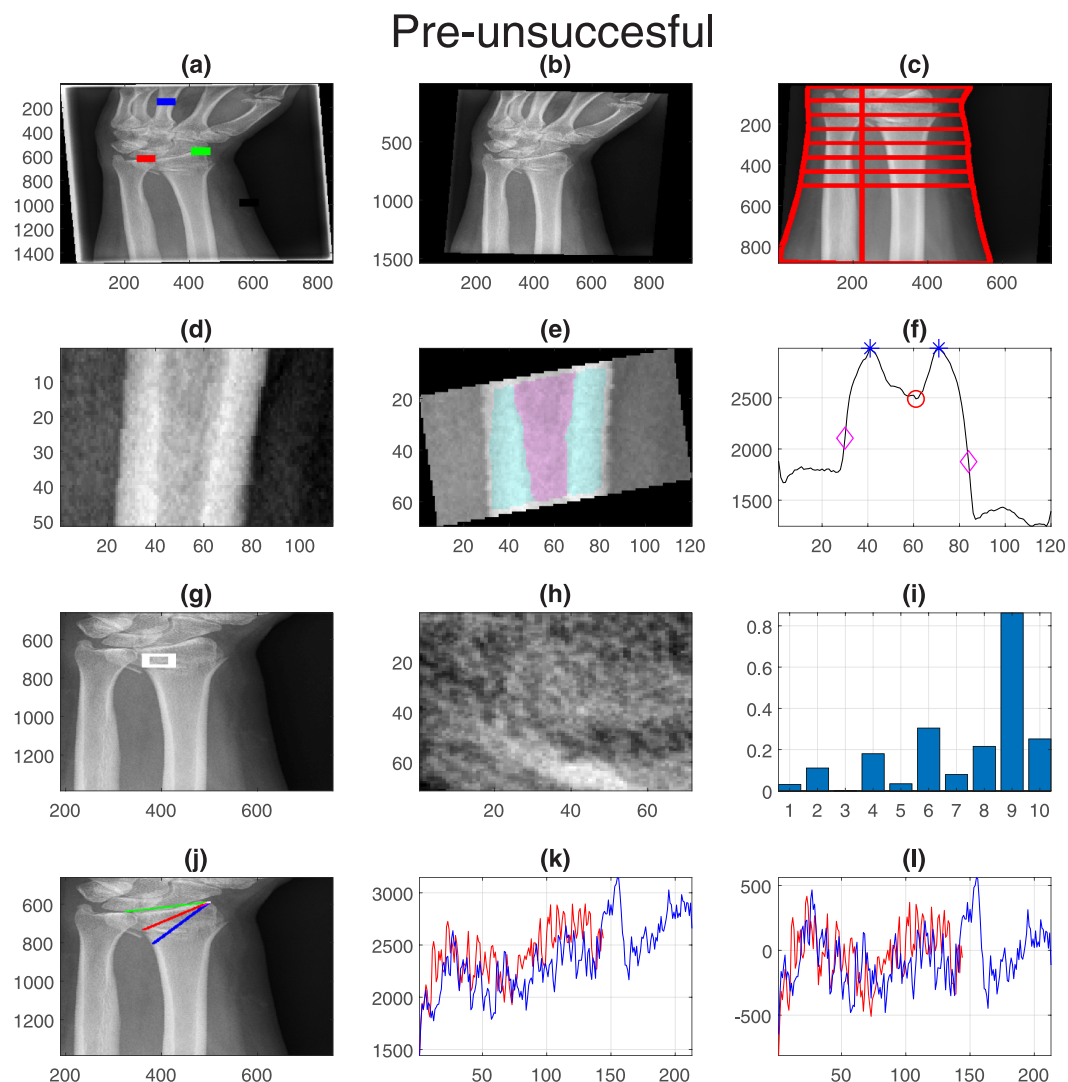 Pre-unsuccesful
(a)
200
400
600
800
1000
1200
1400
200 400 600 800
(b)
500
1000
1500
200 400 600 800
(c)
200
400
600
800
200 400 600
(d)
10
20
30
40
50
20 40 60 80 100
(e)
20
40
60
20 40 60 80 100 120
(f)
2500
2000
1500
20 40 60 80 100 120
(g)
600
800
1000
1200
200 400 600
(h)
20
40
60
20 40 60
(i)
0.8
0.6
0.4
0.2
0
1 2 3 4 5 6 7 8 9 10
(j)
600
800
1000
1200
200 400 600
(k)
3000
2500
2000
1500
50 100 150 200
(l)
500
0
-500
50 100 150 200